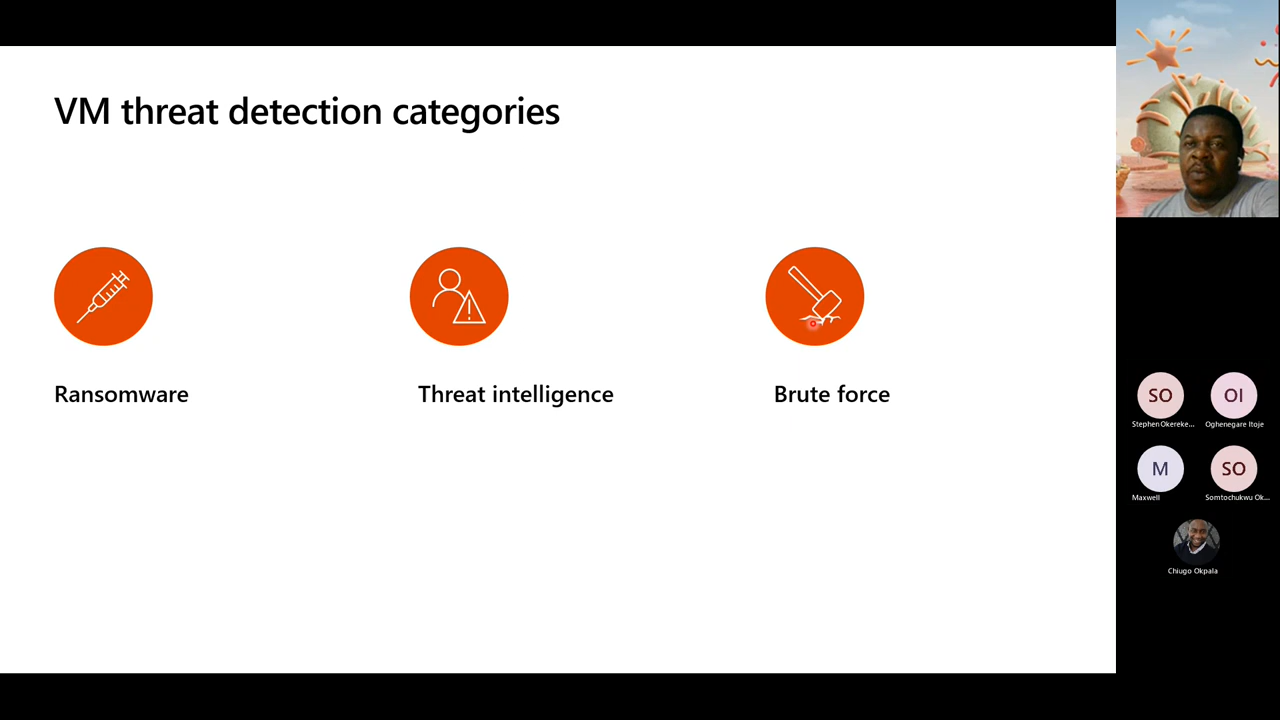 VM threat detection categories
Ransomware
Threat intelligence
Brute force
SO
OI
Stephen Okereke...
Oghenegare Itoje
M
SO
Maxwell
Somtochukwu Ok...
Chiugo Okpala